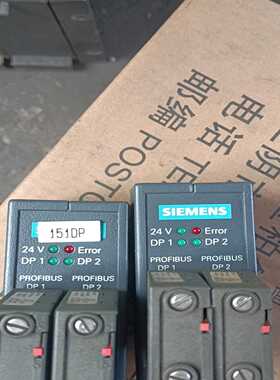 邮编 POSTCO
电话 TE
151DP
24 V Error
DP 1 DP 2
PROFIBUS PROFIBUS
DP 1 DP 2
SIEMENS
24 V Error
DP 1 DP 2
PROFIBUS PROFIBUS
DP 1 DP 2